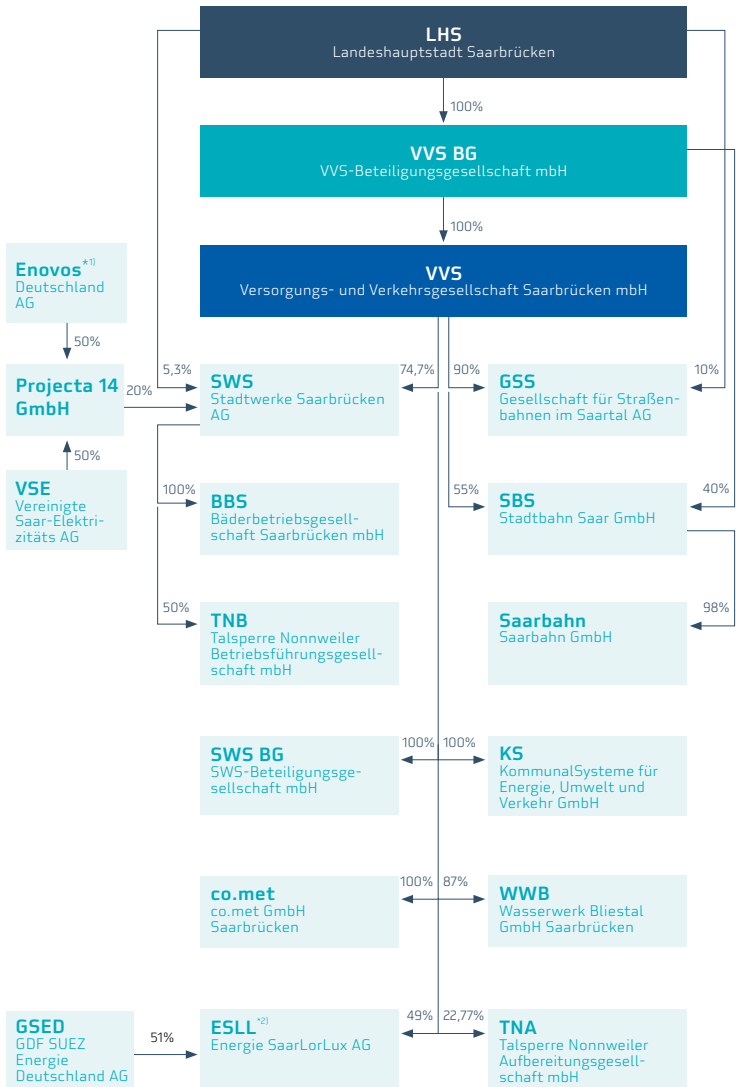 LHS
Landeshauptstadt Saarbrücken
100%
VVS BG
VVS-Beteiligungsgesellschaft mbH
100%
VVS
Versorgungs- und Verkehrsgesellschaft Saarbrücken mbH
Enovos*1)
Deutschland
AG
50%
Projecta 14
GmbH
20%
50%
VSE
Vereinigte
Saar-Elektri-
zitäts AG
5,3%
SWS
Stadtwerke Saarbrücken
AG
74,7%
90%
GSS
Gesellschaft für Straßen-
bahnen im Saartal AG
10%
100%
BBS
Bäderbetriebsgesell-
schaft Saarbrücken mbH
55%
SBS
Stadtbahn Saar GmbH
40%
50%
TNB
Talsperre Nonnweiler
Betriebsführungsgesell-
schaft mbH
Saarbahn
Saarbahn GmbH
98%
SWS BG
SWS-Beteiligungsge-
sellschaft mbH
100%
100%
KS
KommunalSysteme für
Energie, Umwelt und
Verkehr GmbH
co.met
co.met GmbH
Saarbrücken
100%
87%
WWB
Wasserwerk Bliestal
GmbH Saarbrücken
GSED
GDF SUEZ
Energie
Deutschland AG
51%
ESLL*2)
Energie SaarLorLux AG
49%
22,77%
TNA
Talsperre Nonnweiler
Aufbereitungsgesell-
schaft mbH